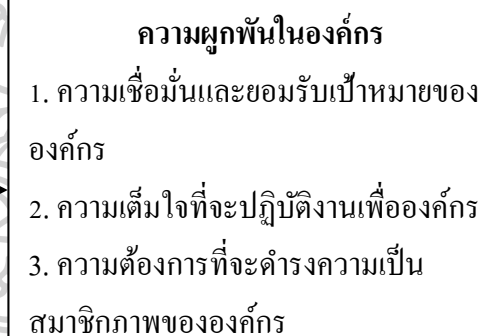 ความผูกพันในองค์กร
1. ความเชื่อมั่นและยอมรับเป้าหมายของ
องค์กร
2. ความเต็มใจที่จะปฏิบัติงานเพื่อองค์กร
3. ความต้องการที่จะดำรงความเป็น
สมาชิกภาพขององค์กร